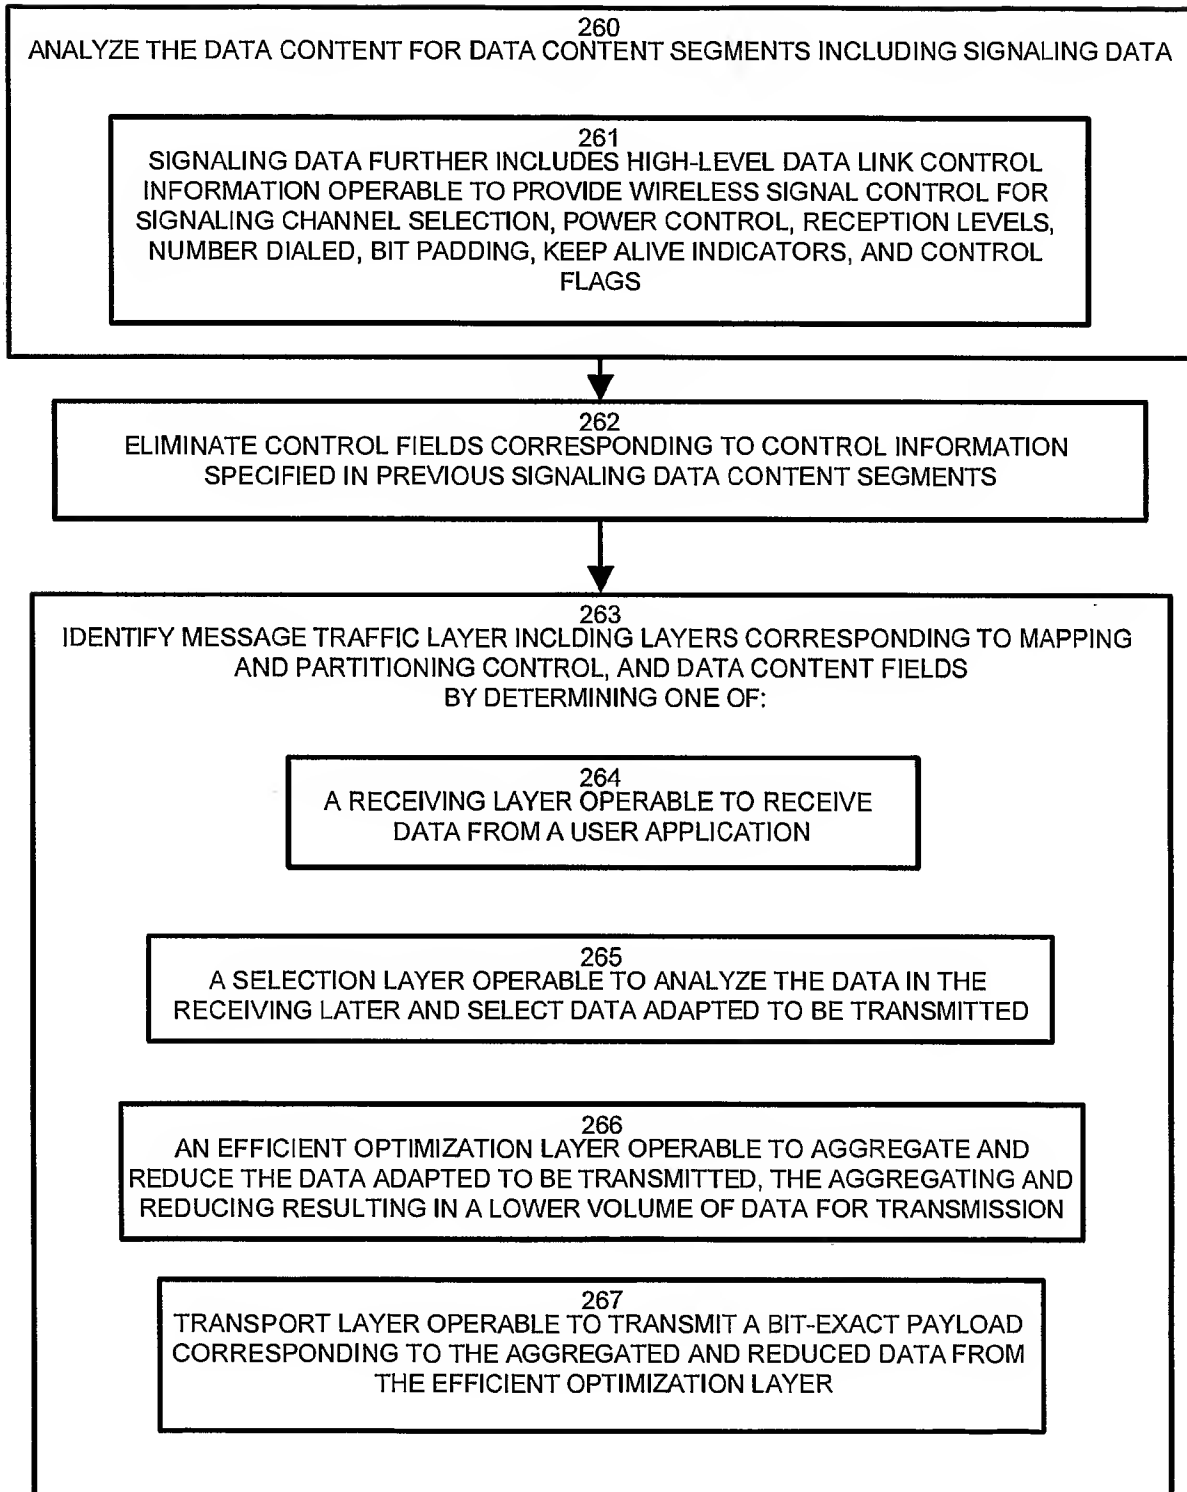 260
ANALYZE THE DATA CONTENT FOR DATA CONTENT SEGMENTS INCLUDING SIGNALING DATA
261
SIGNALING DATA FURTHER INCLUDES HIGH-LEVEL DATA LINK CONTROL
INFORMATION OPERABLE TO PROVIDE WIRELESS SIGNAL CONTROL FOR
SIGNALING CHANNEL SELECTION, POWER CONTROL, RECEPTION LEVELS,
NUMBER DIALED, BIT PADDING, KEEP ALIVE INDICATORS, AND CONTROL
FLAGS
262
ELIMINATE CONTROL FIELDS CORRESPONDING TO CONTROL INFORMATION
SPECIFIED IN PREVIOUS SIGNALING DATA CONTENT SEGMENTS
263
IDENTIFY MESSAGE TRAFFIC LAYER INCLDING LAYERS CORRESPONDING TO MAPPING
AND PARTITIONING CONTROL, AND DATA CONTENT FIELDS
BY DETERMINING ONE OF:
264
A RECEIVING LAYER OPERABLE TO RECEIVE
DATA FROM A USER APPLICATION
265
A SELECTION LAYER OPERABLE TO ANALYZE THE DATA IN THE
RECEIVING LATER AND SELECT DATA ADAPTED TO BE TRANSMITTED
266
AN EFFICIENT OPTIMIZATION LAYER OPERABLE TO AGGREGATE AND
REDUCE THE DATA ADAPTED TO BE TRANSMITTED, THE AGGREGATING AND
REDUCING RESULTING IN A LOWER VOLUME OF DATA FOR TRANSMISSION
267
TRANSPORT LAYER OPERABLE TO TRANSMIT A BIT-EXACT PAYLOAD
CORRESPONDING TO THE AGGREGATED AND REDUCED DATA FROM
THE EFFICIENT OPTIMIZATION LAYER